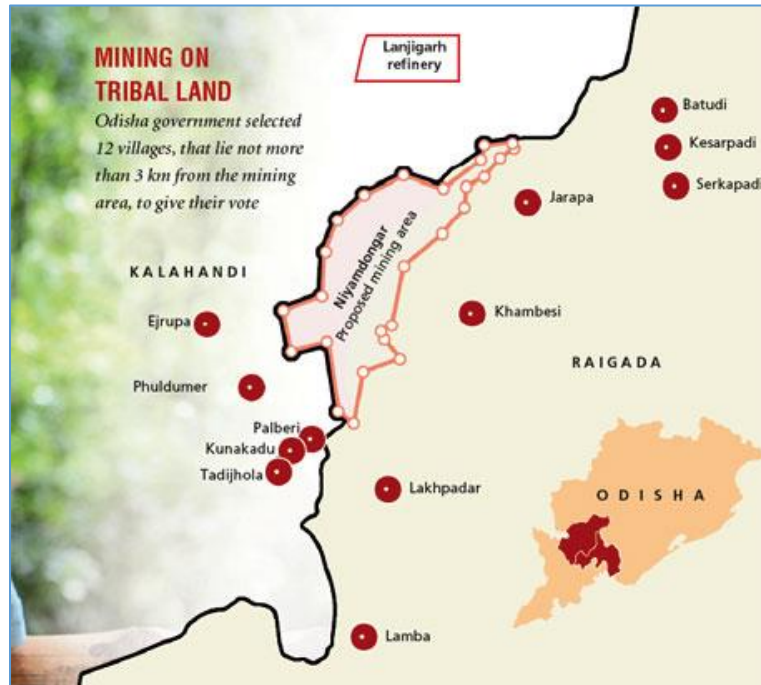 MINING ON
TRIBAL LAND
Odisha government selected
12 villages, that lie not more
than 3 km from the mining
area, to give their vote
Lanjigarh
refinery
Batudi
Kesarpadi
Serkapadi
Jarapa
KALAHANDI
Niyamdongar
Proposed mining area
Ejrupa
Khambesi
RAIGADA
Phuldumer
Palberi
Kunakadu
Tadijhola
Lakhpadar
ODISHA
Lamba